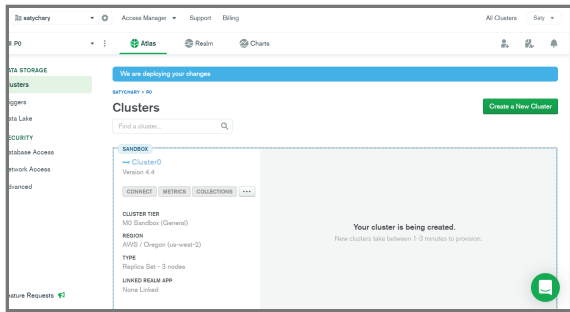 satychary
Access Manager
Support
Billing
All Clusters
Saty
P0
Atlas
Realm
Charts
ATA STORAGE
lusters
iggers
ata Lake
ECURITY
atabase Access
etwork Access
dvanced
eature Requests
We are deploying your changes
SATYCHARY > P0
Clusters
Create a New Cluster
Find a cluster...
SANDBOX
Cluster0
Version 4.4
CONNECT
METRICS
COLLECTIONS
...
CLUSTER TIER
M0 Sandbox (General)
REGION
AWS / Oregon (us-west-2)
TYPE
Replica Set - 3 nodes
LINKED REALM APP
None Linked
Your cluster is being created.
New clusters take between 1-3 minutes to provision.